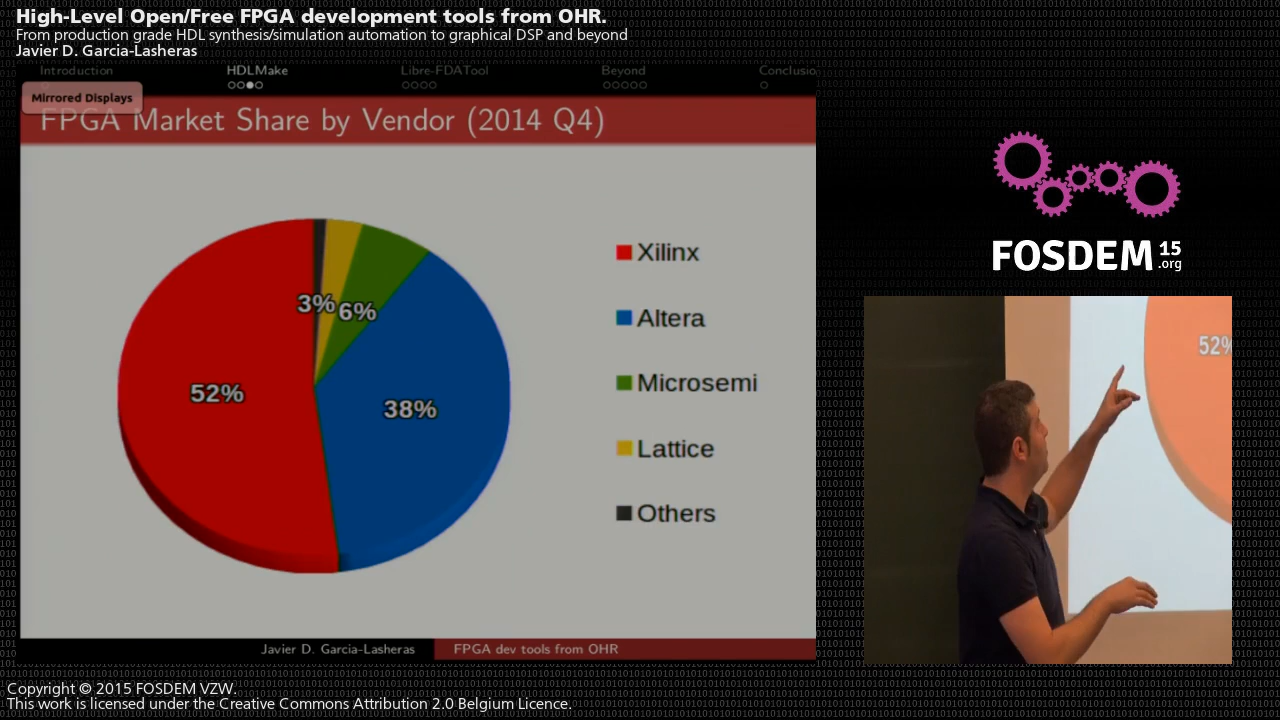 High-Level Open/Free FPGA development tools from OHR.
From production grade HDL synthesis/simulation automation to graphical DSP and beyond
Javier D. Garcia-Lasheras
Introduction HDLMake Libre-FDATool Beyond Conclusio
Mirrored Displays
FPGA Market Share by Vendor (2014 Q4)
Xilinx
Altera
Microsemi
Lattice
Others
3%
6%
52%
38%
Javier D. Garcia-Lasheras FPGA dev tools from OHR
FOSDEM 15
.org
52%
Copyright © 2015 FOSDEM VZW.
This work is licensed under the Creative Commons Attribution 2.0 Belgium Licence.